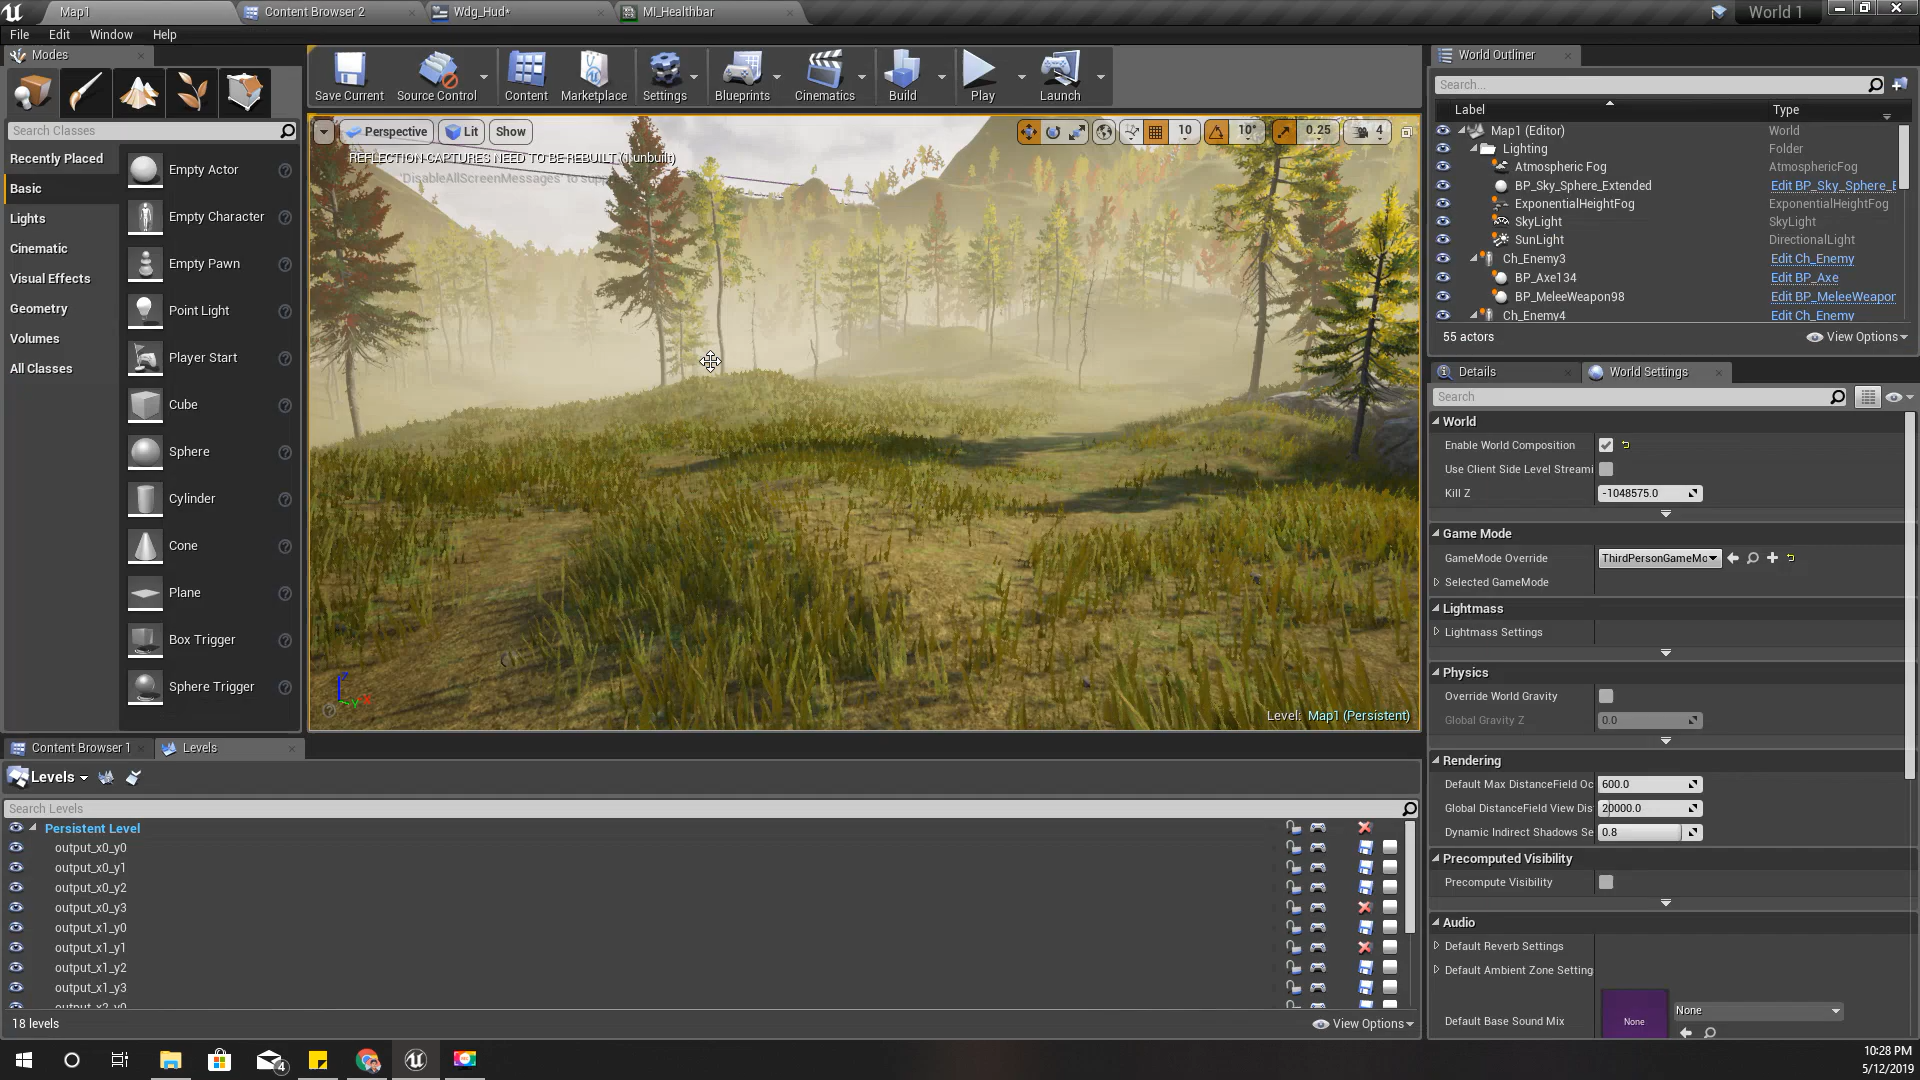 Map1
Content Browser 2
Wdg_Hud*
MI_Healthbar
World 1
File Edit Window Help
Modes
Search Classes
Recently Placed
Basic
Lights
Cinematic
Visual Effects
Geometry
Volumes
All Classes
Empty Actor
Empty Character
Empty Pawn
Point Light
Player Start
Cube
Sphere
Cylinder
Cone
Plane
Box Trigger
Sphere Trigger
Save Current
Source Control
Content
Marketplace
Settings
Blueprints
Cinematics
Build
Play
Launch
Perspective
Lit
Show
10
10°
0.25
4
REFLECTION CAPTURES NEED TO BE REBUILT (1 unbuilt)
'DisableAllScreenMessages' to supp
Z
Y
X
Level: Map1 (Persistent)
World Outliner
Search...
Label Type
Map1 (Editor) World
Lighting Folder
Atmospheric Fog AtmosphericFog
BP_Sky_Sphere_Extended Edit BP_Sky_Sphere_E
ExponentialHeightFog ExponentialHeightFog
SkyLight SkyLight
SunLight DirectionalLight
Ch_Enemy3 Edit Ch_Enemy
BP_Axe134 Edit BP_Axe
BP_MeleeWeapon98 Edit BP_MeleeWeapon
Ch_Enemy4 Edit Ch_Enemy
55 actors
View Options
Details
World Settings
Search
World
Enable World Composition
Use Client Side Level Streami
Kill Z -1048575.0
Game Mode
GameMode Override ThirdPersonGameMo
Selected GameMode
Lightmass
Lightmass Settings
Physics
Override World Gravity
Global Gravity Z 0.0
Rendering
Default Max DistanceField Oc 600.0
Global DistanceField View Dis 20000.0
Dynamic Indirect Shadows Se 0.8
Precomputed Visibility
Precompute Visibility
Audio
Default Reverb Settings
Default Ambient Zone Setting
Default Base Sound Mix
None
None
Content Browser 1
Levels
Levels
Search Levels
Persistent Level
output_x0_y0
output_x0_y1
output_x0_y2
output_x0_y3
output_x1_y0
output_x1_y1
output_x1_y2
output_x1_y3
output_x2_y0
18 levels
View Options
4
10:28 PM
5/12/2019